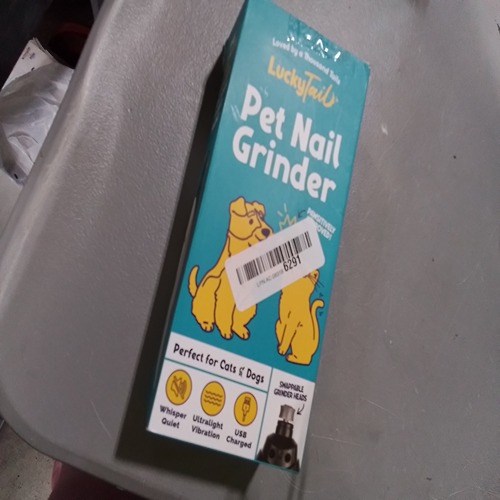 Loved by a Thousand Tails
LuckyTail
Pet Nail
Grinder
6291
Perfect for Cats & Dogs
Whisper
Quiet
Ultralight
Vibration
USB
Charged
SWAPPABLE
GRINDER HEADS